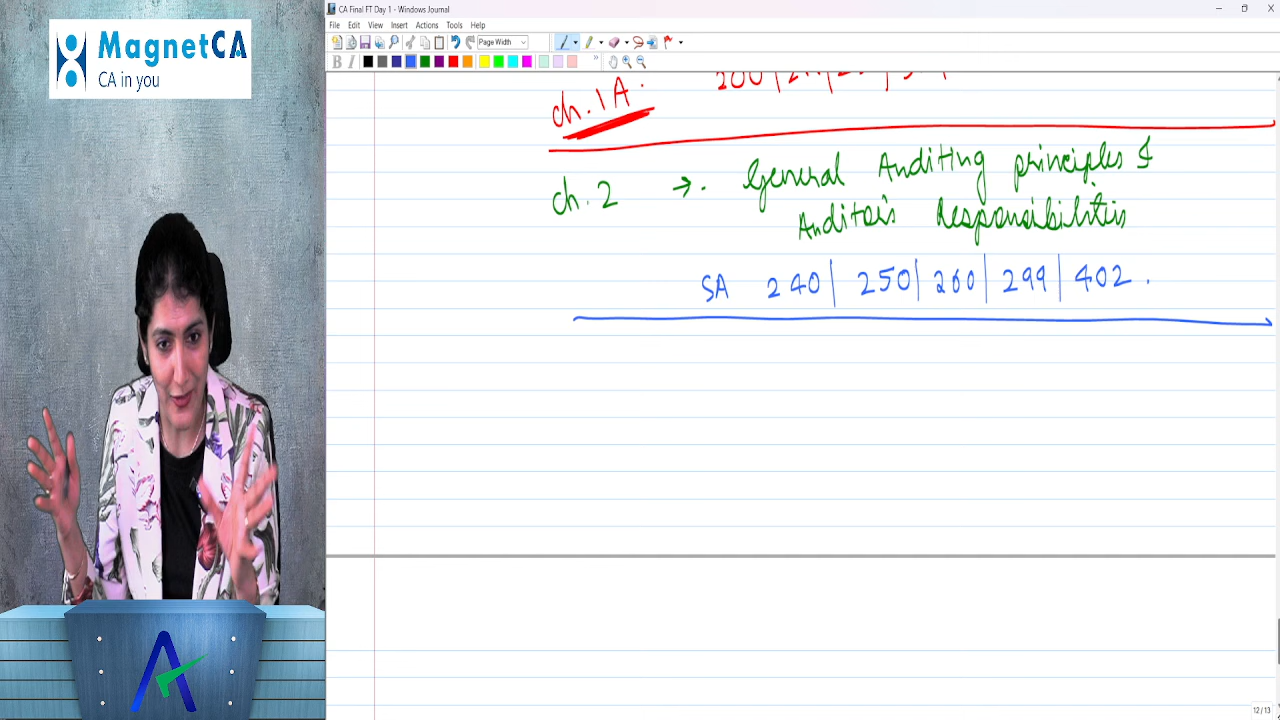 MagnetCA
CA in you
CA Final FT Day 1 - Windows Journal
File Edit View Insert Actions Tools Help
Page Width
B I
ch. 1 A.
ch. 2 →. General Auditing principles &
Auditor's Responsibilities
SA 240 | 250 | 260 | 299 | 402.
12 / 13